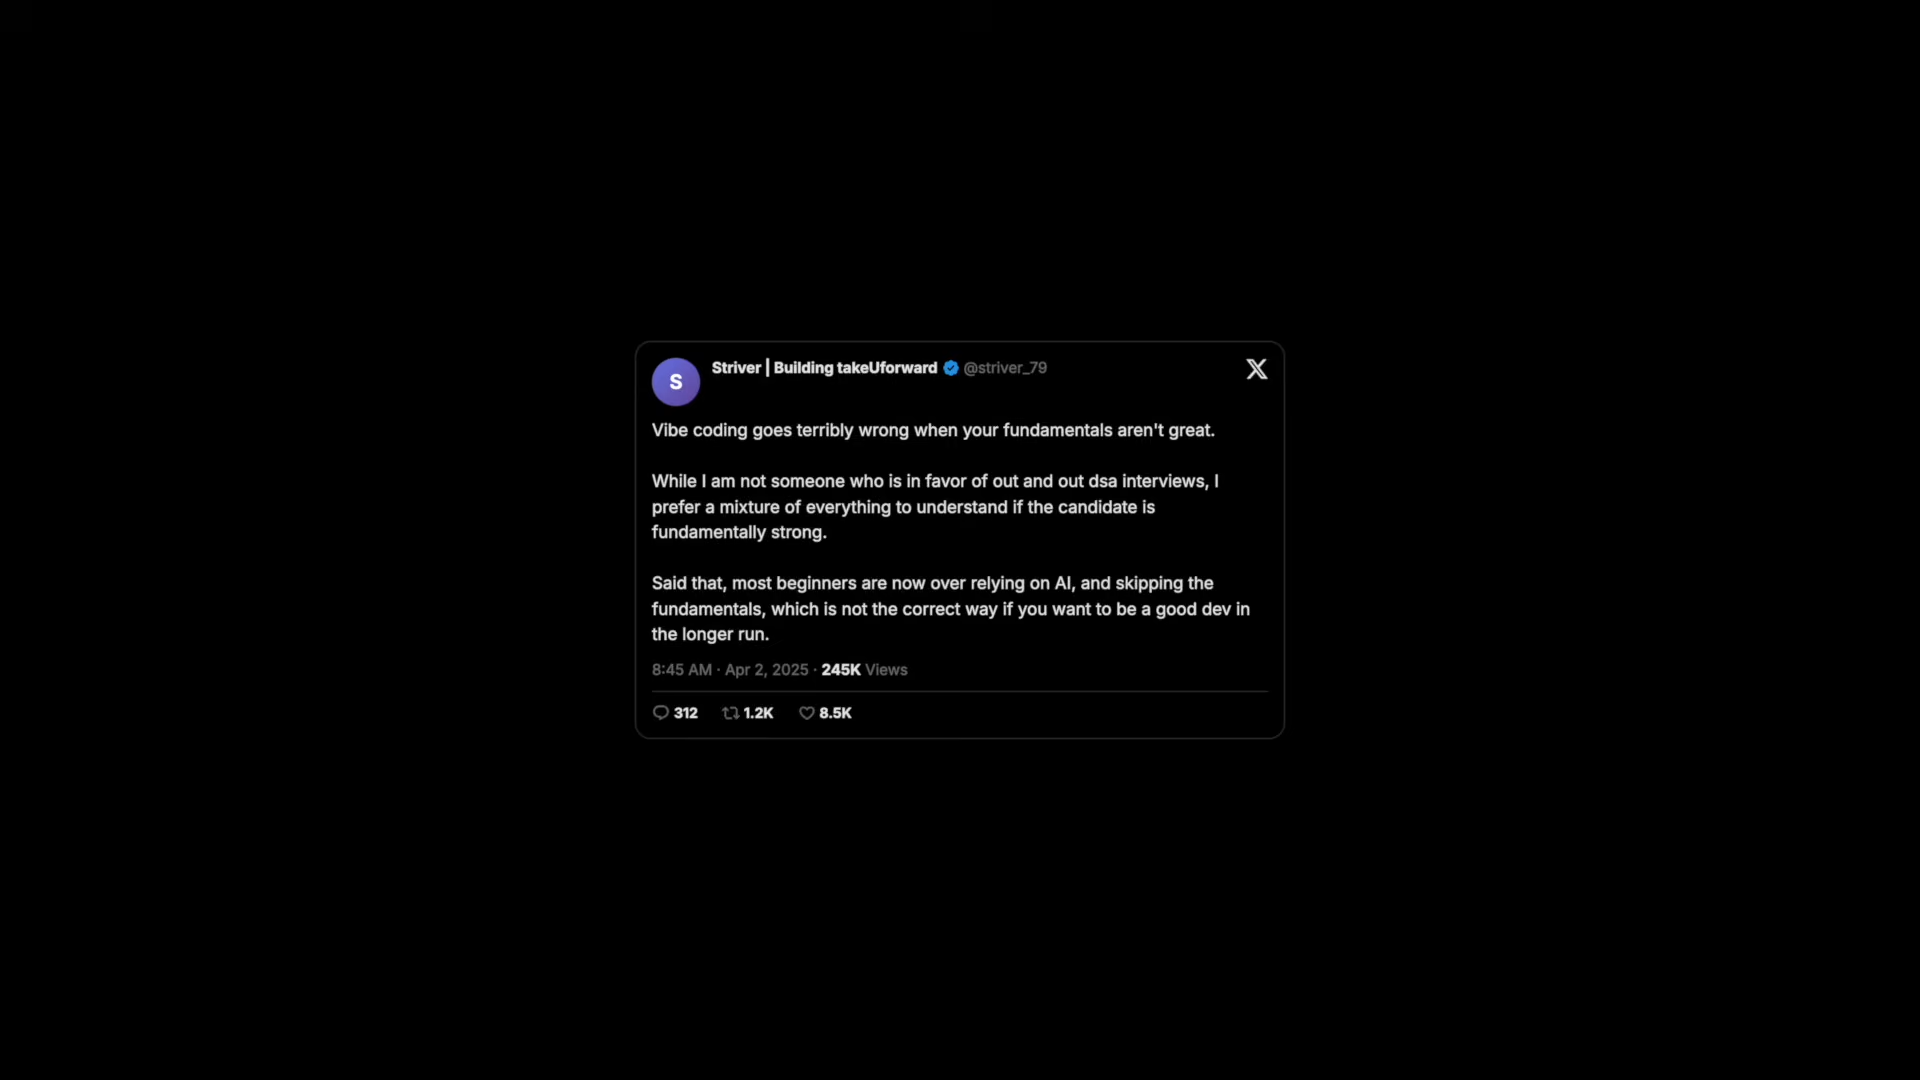 S
Striver | Building takeUforward @striver_79
Vibe coding goes terribly wrong when your fundamentals aren't great.
While I am not someone who is in favor of out and out dsa interviews, I
prefer a mixture of everything to understand if the candidate is
fundamentally strong.
Said that, most beginners are now over relying on AI, and skipping the
fundamentals, which is not the correct way if you want to be a good dev in
the longer run.
8:45 AM · Apr 2, 2025 · 245K Views
312 1.2K 8.5K